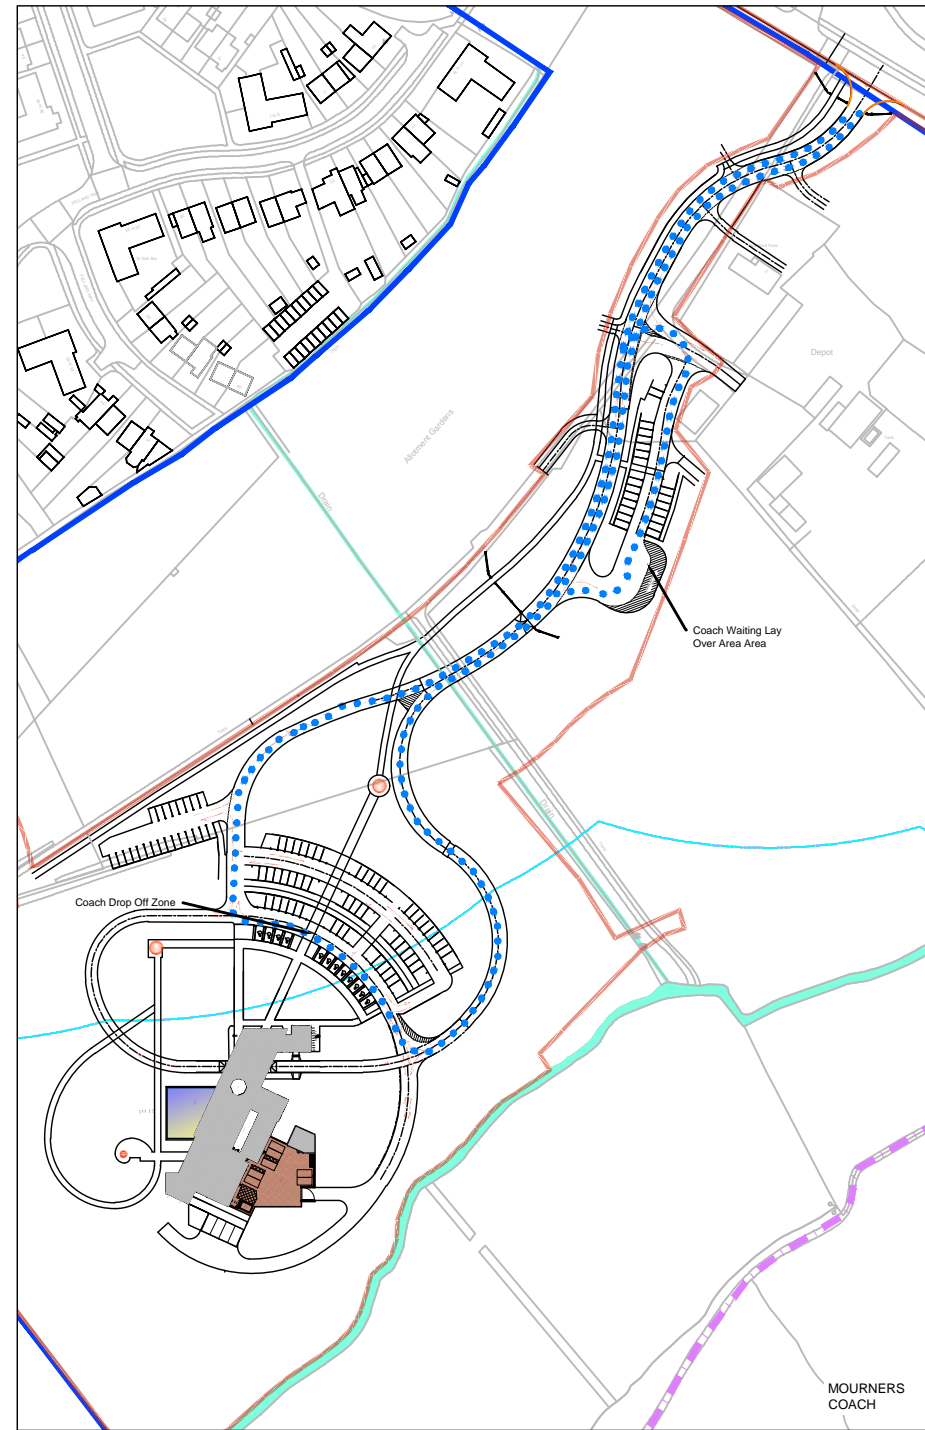 Depot
Allotment Gardens
Drain
Coach Waiting Lay
Over Area Area
Drain
Coach Drop Off Zone
MOURNERS
COACH